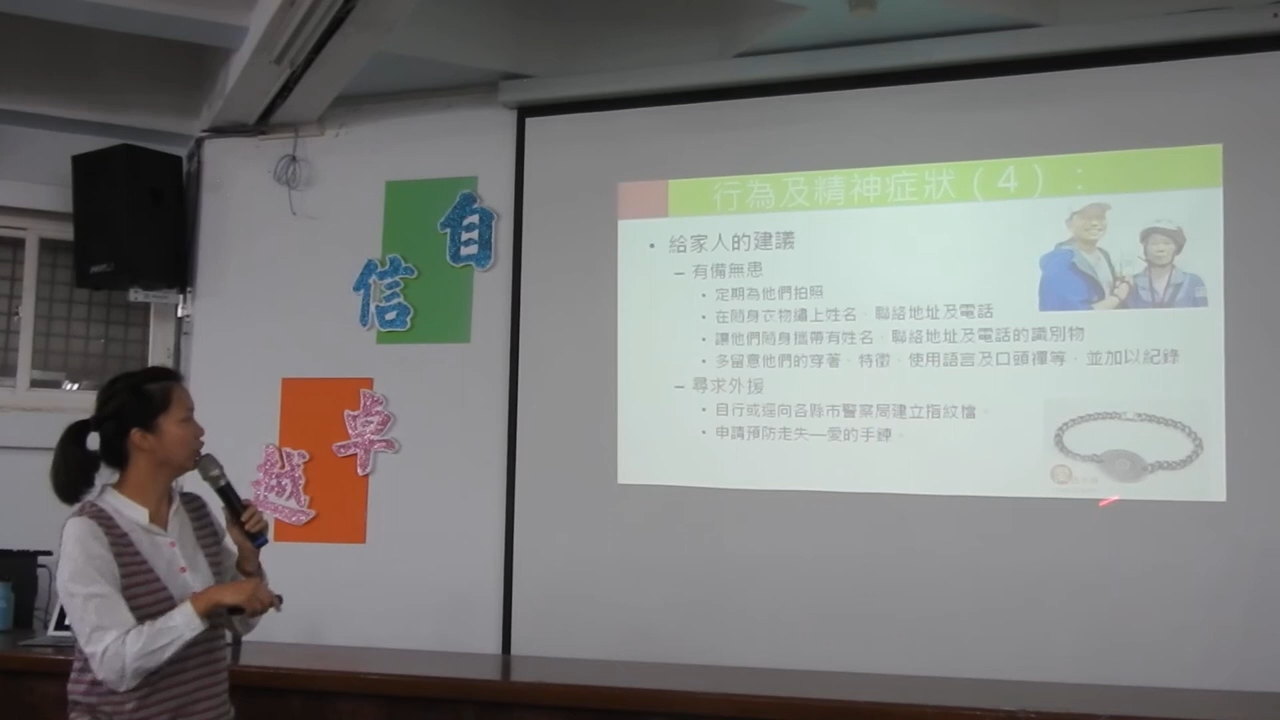 自信
卓越
行為及精神症狀（4）：
• 給家人的建議
– 有備無患
• 定期為他們拍照
• 在隨身衣物繡上姓名、聯絡地址及電話
• 讓他們隨身攜帶有姓名、聯絡地址及電話的識別物
• 多留意他們的穿著、特徵、使用語言及口頭禪等，並加以紀錄
– 尋求外援
• 自行或逕向各縣市警察局建立指紋檔。
• 申請預防走失—愛的手鍊。